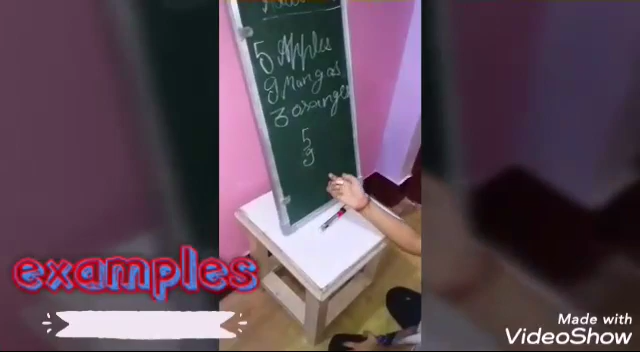 5 Apples
9 Mangos
3 oranges
5
9
examples
Made with
VideoShow